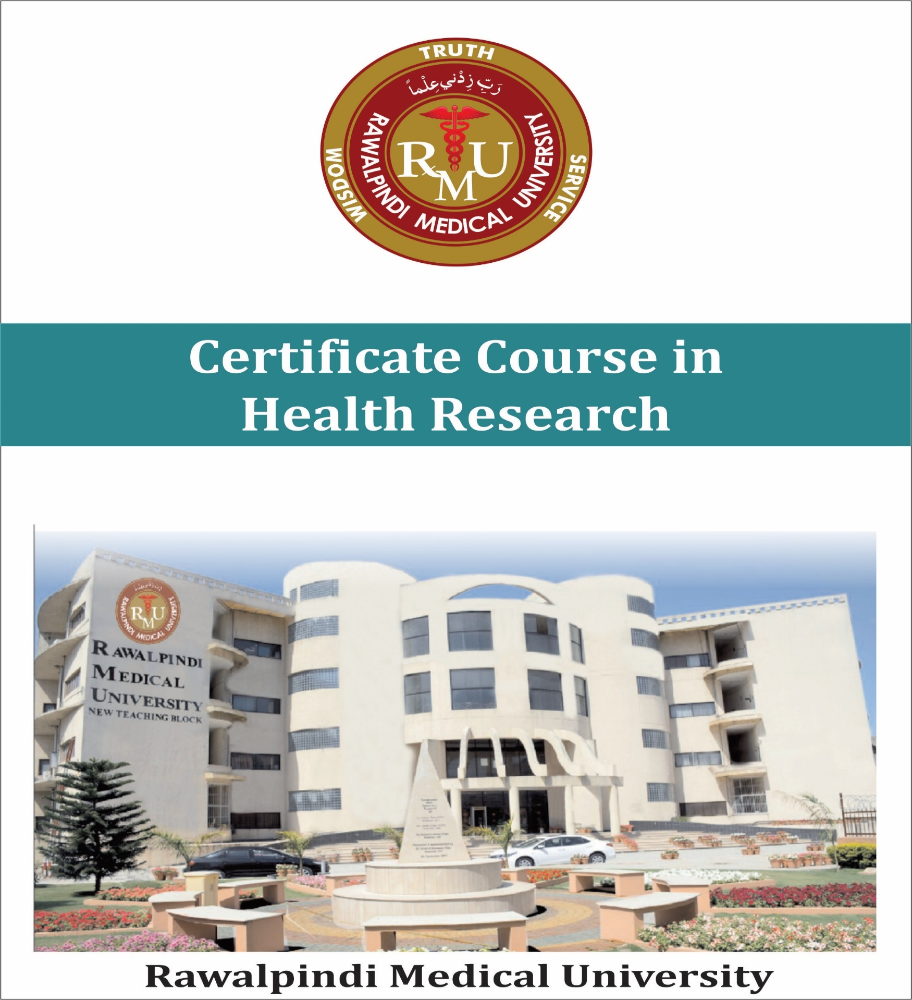 TRUTH
رَبِّ زِدْنِي عِلْماً
WISDOM
SERVICE
RAWALPINDI MEDICAL UNIVERSITY
RMU
Certificate Course in
Health Research
RMU
RAWALPINDI MEDICAL UNIVERSITY
RAWALPINDI
MEDICAL
UNIVERSITY
NEW TEACHING BLOCK
Rawalpindi Medical University